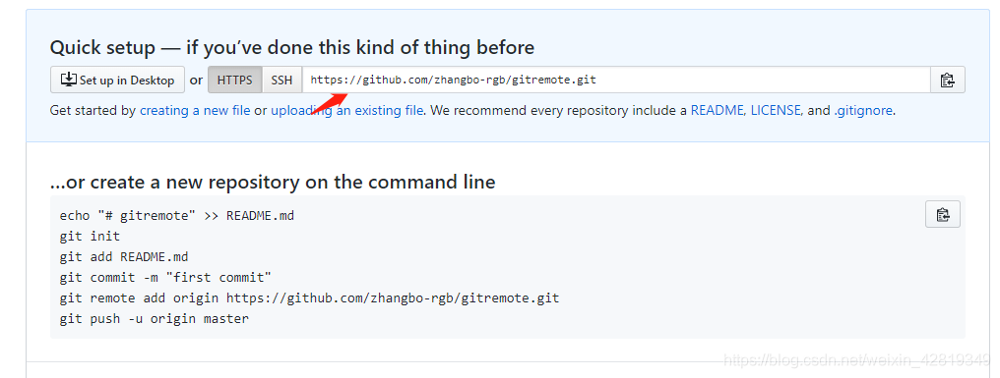 Quick setup — if you’ve done this kind of thing before
Set up in Desktop or HTTPS SSH https://github.com/zhangbo-rgb/gitremote.git
Get started by creating a new file or uploading an existing file. We recommend every repository include a README, LICENSE, and .gitignore.
...or create a new repository on the command line
echo "# gitremote" >> README.md
git init
git add README.md
git commit -m "first commit"
git remote add origin https://github.com/zhangbo-rgb/gitremote.git
git push -u origin master
https://blog.csdn.net/weixin_42819349